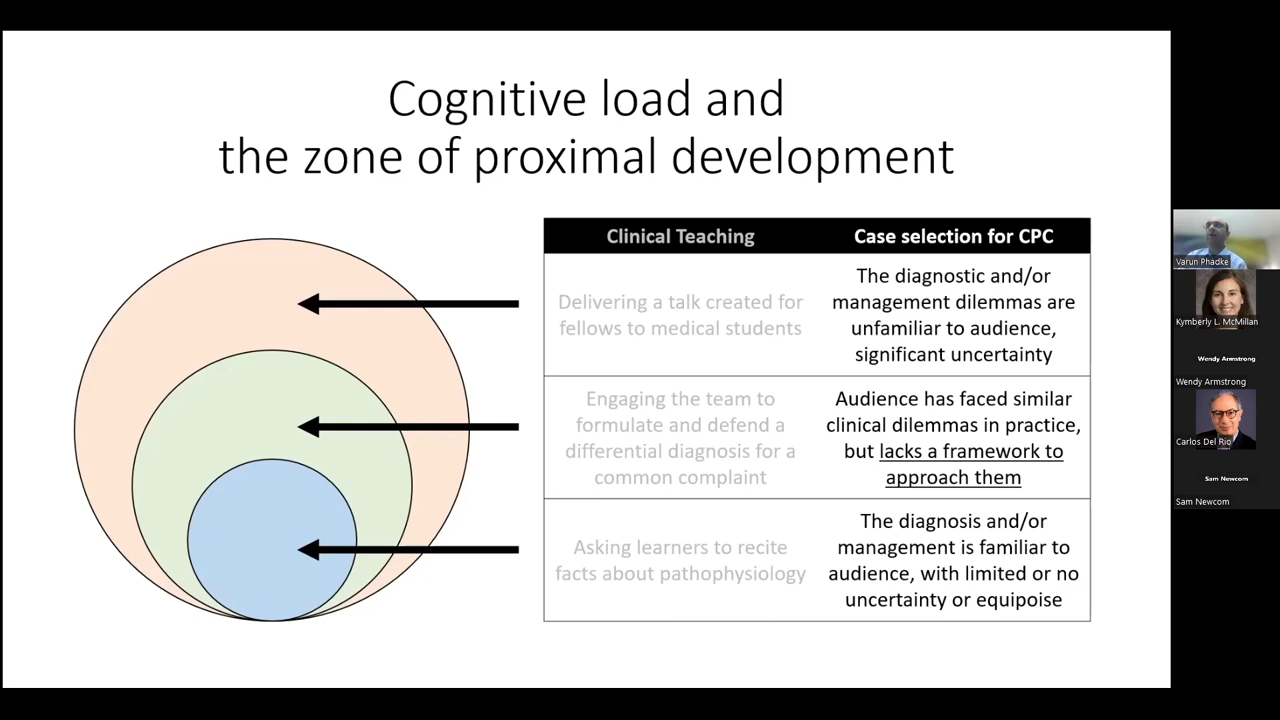 Cognitive load and
the zone of proximal development
Clinical Teaching
Case selection for CPC
Delivering a talk created for
fellows to medical students
The diagnostic and/or
management dilemmas are
unfamiliar to audience,
significant uncertainty
Engaging the team to
formulate and defend a
differential diagnosis for a
common complaint
Audience has faced similar
clinical dilemmas in practice,
but lacks a framework to
approach them
Asking learners to recite
facts about pathophysiology
The diagnosis and/or
management is familiar to
audience, with limited or no
uncertainty or equipoise
Varun Phadke
Kymberly L. McMillan
Wendy Armstrong
Wendy Armstrong
Carlos Del Rio
Sam Newcom
Sam Newcom